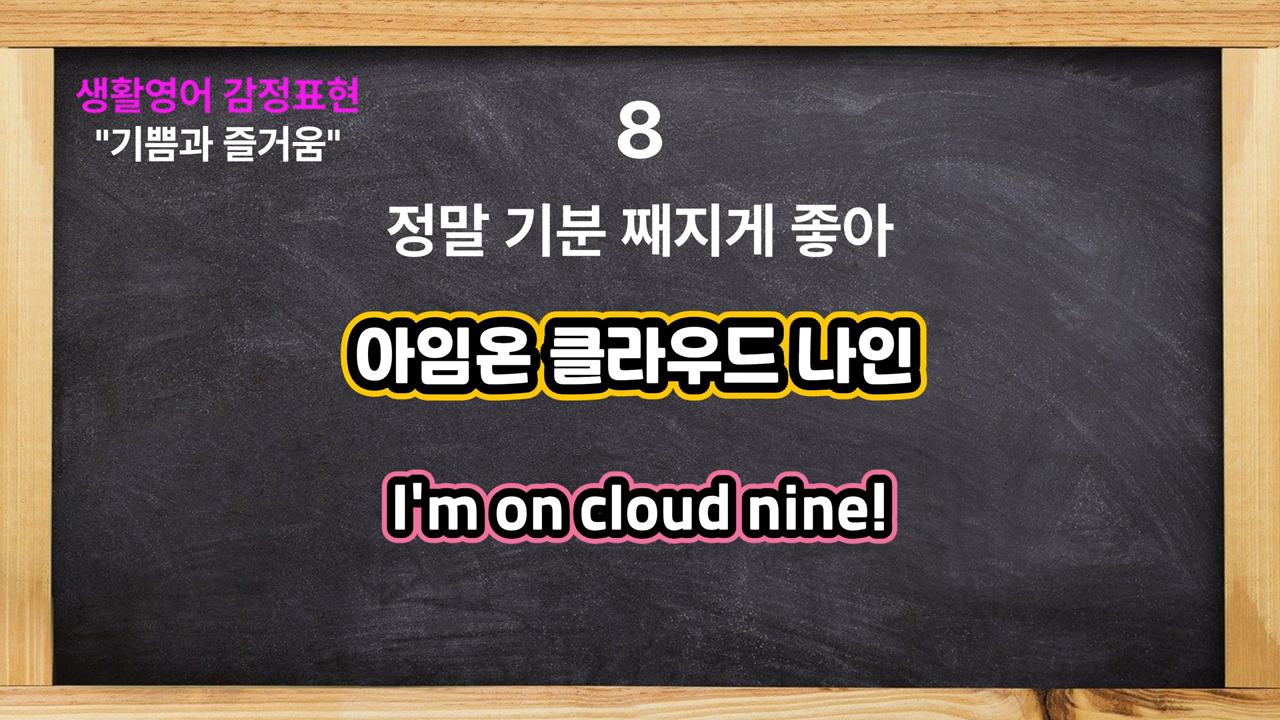 생활영어 감정표현
"기쁨과 즐거움"
8
정말 기분 째지게 좋아
아임온 클라우드 나인
I'm on cloud nine!